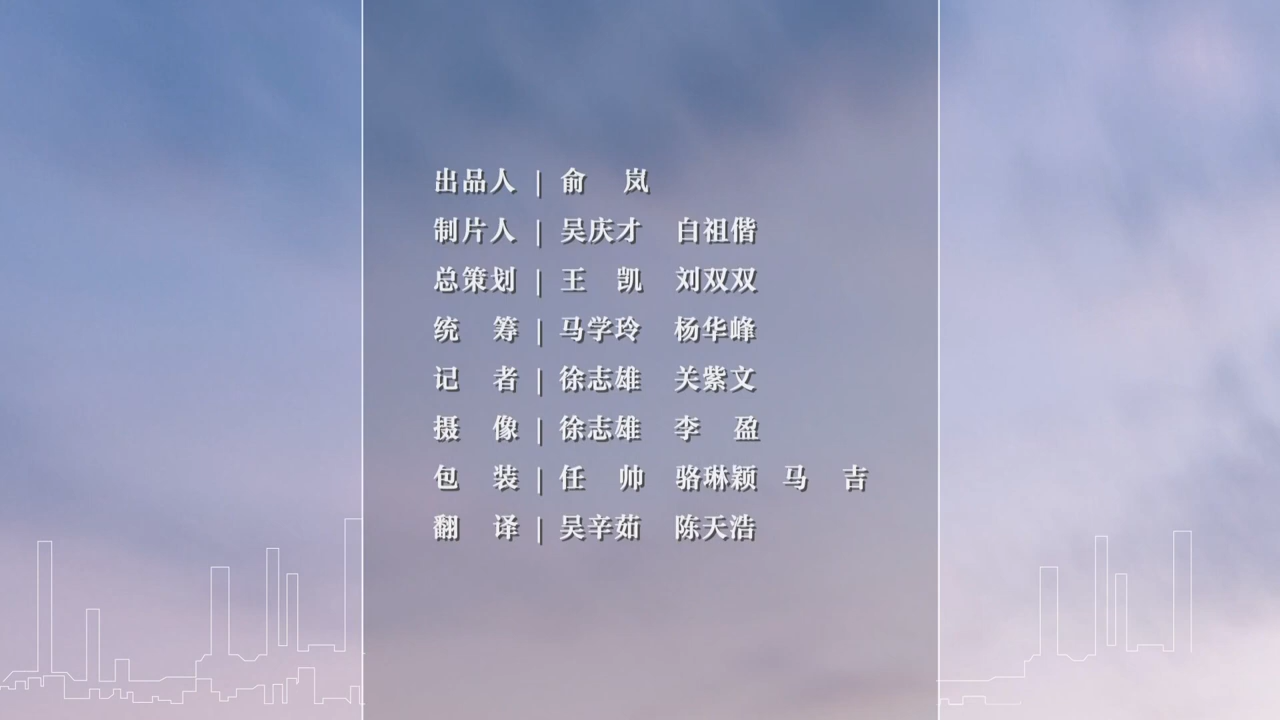 出品人 | 俞 岚
制片人 | 吴庆才 白祖偕
总策划 | 王 凯 刘双双
统 筹 | 马学玲 杨华峰
记 者 | 徐志雄 关紫文
摄 像 | 徐志雄 李 盈
包 装 | 任 帅 骆琳颖 马 吉
翻 译 | 吴辛茹 陈天浩